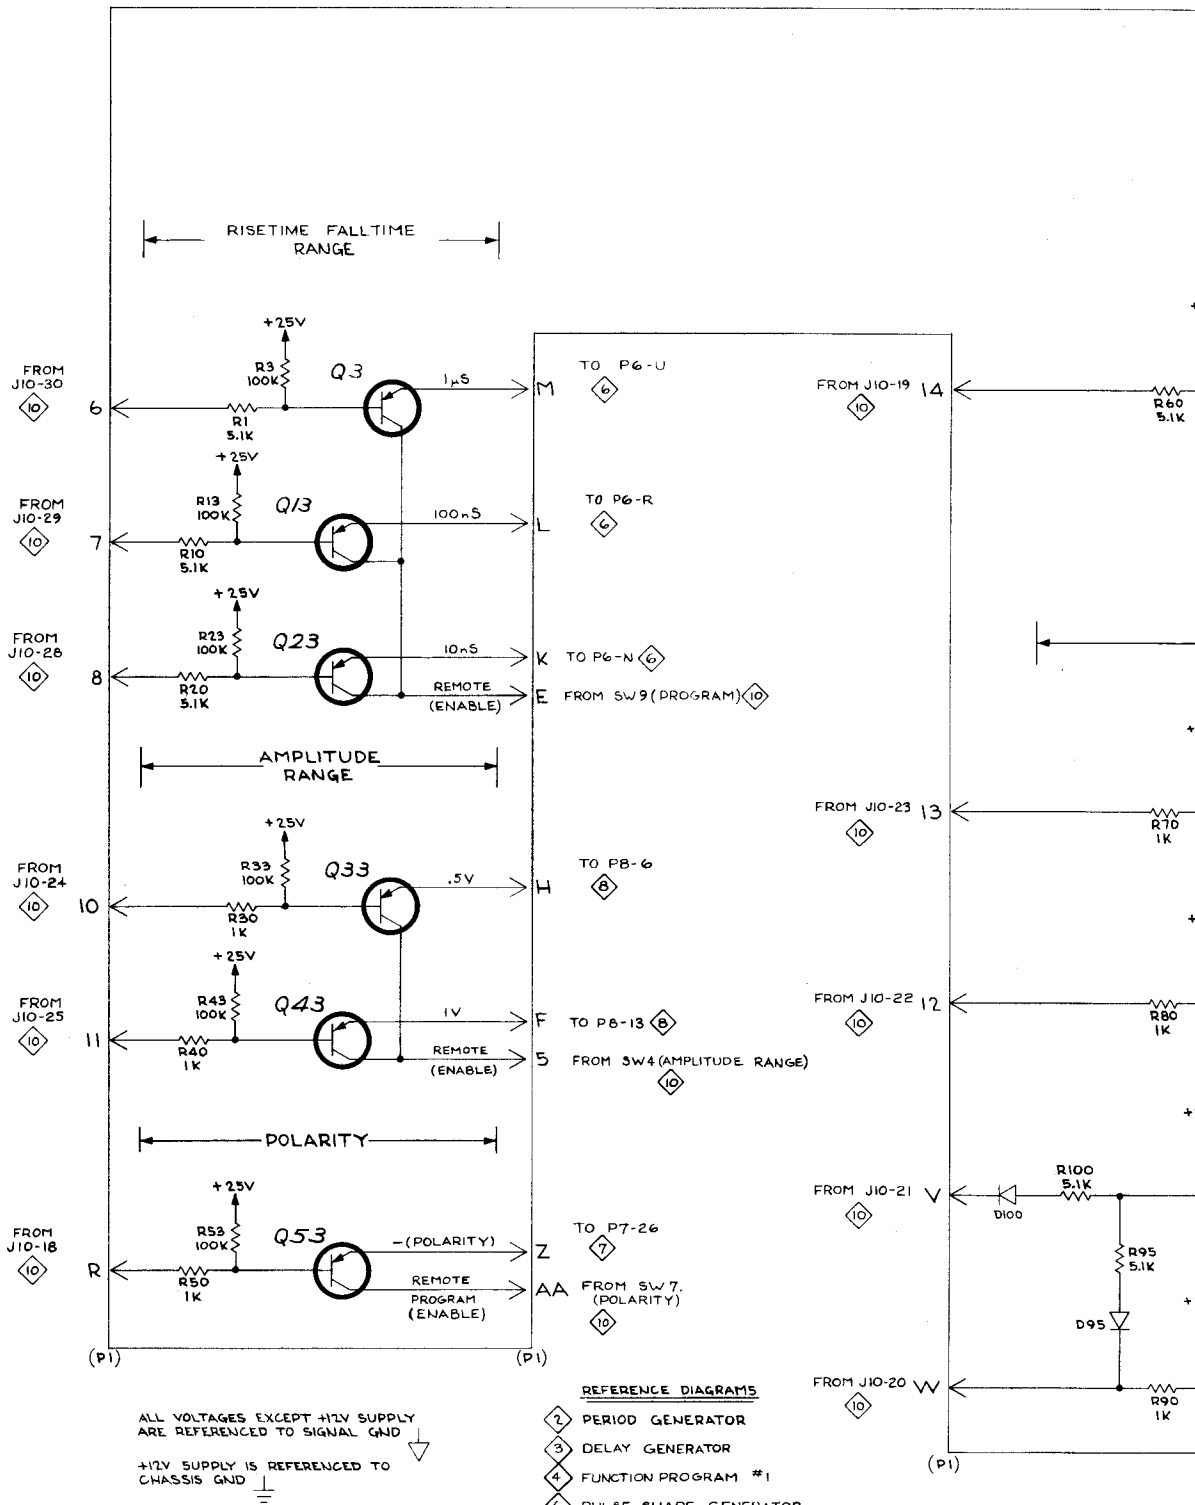 RISETIME FALLTIME
RANGE
+25V
R3
100K
Q3
1µS
M
TO P6-U
6
FROM
J10-30
10
6
R1
5.1K
+25V
R13
100K
Q13
100nS
L
TO P6-R
6
FROM
J10-29
10
7
R10
5.1K
+25V
R23
100K
Q23
10nS
K
TO P6-N
6
FROM
J10-28
10
8
R20
5.1K
REMOTE
(ENABLE)
E
FROM SW9 (PROGRAM)
10
AMPLITUDE
RANGE
+25V
R33
100K
Q33
.5V
H
TO P8-6
8
FROM
J10-24
10
10
R30
1K
+25V
R43
100K
Q43
1V
F
TO P8-13
8
FROM
J10-25
10
11
R40
1K
REMOTE
(ENABLE)
5
FROM SW4 (AMPLITUDE RANGE)
10
POLARITY
+25V
R53
100K
Q53
-(POLARITY)
Z
TO P7-26
7
FROM
J10-18
10
R
R50
1K
REMOTE
PROGRAM
(ENABLE)
AA
FROM SW7.
(POLARITY)
10
(P1)
(P1)
FROM J10-19
10
14
R60
5.1K
+
+
FROM J10-23
10
13
R70
1K
+
FROM J10-22
10
12
R80
1K
+
FROM J10-21
10
V
D100
R100
5.1K
R95
5.1K
+
D95
FROM J10-20
10
W
R90
1K
(P1)
ALL VOLTAGES EXCEPT +12V SUPPLY
ARE REFERENCED TO SIGNAL GND
+12V SUPPLY IS REFERENCED TO
CHASSIS GND
REFERENCE DIAGRAMS
2 PERIOD GENERATOR
3 DELAY GENERATOR
4 FUNCTION PROGRAM #1
6 PULSE SHAPE GENERATOR